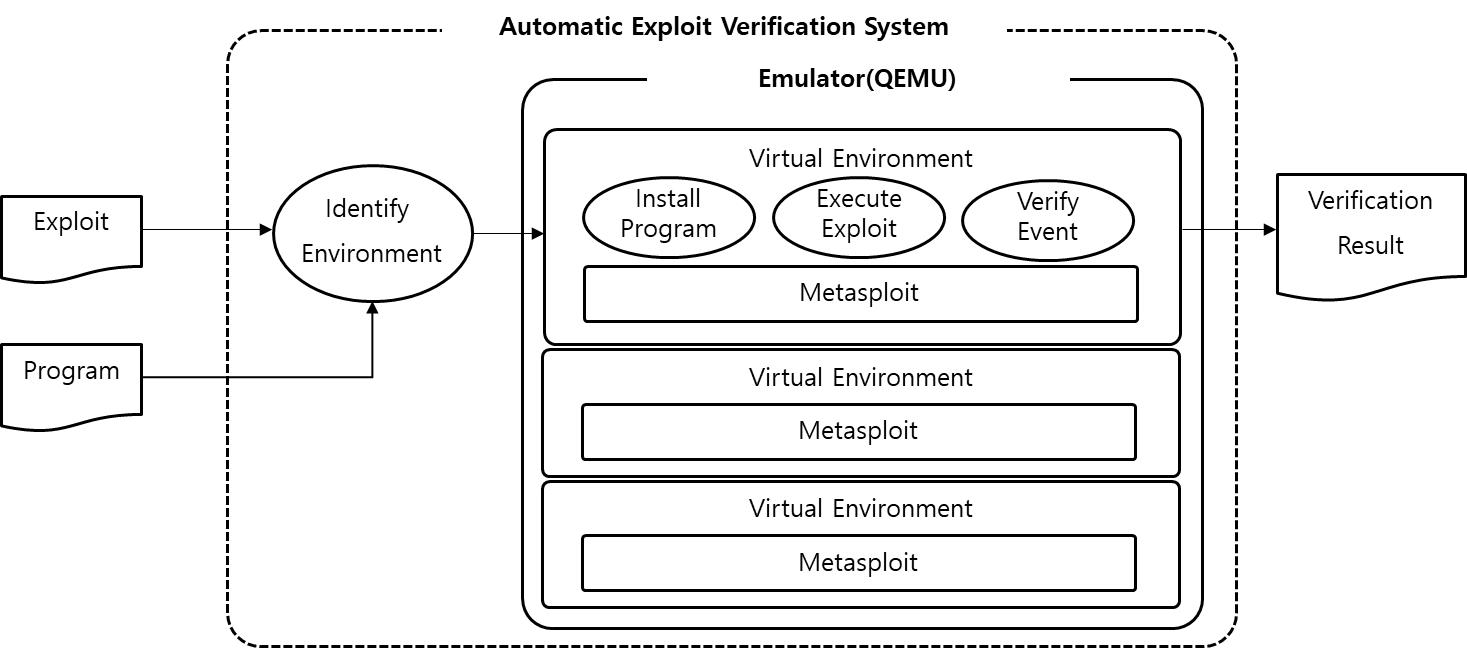 Automatic Exploit Verification System
Emulator(QEMU)
Exploit
Program
Identify
Environment
Virtual Environment
Install
Program
Execute
Exploit
Verify
Event
Metasploit
Virtual Environment
Metasploit
Virtual Environment
Metasploit
Verification
Result